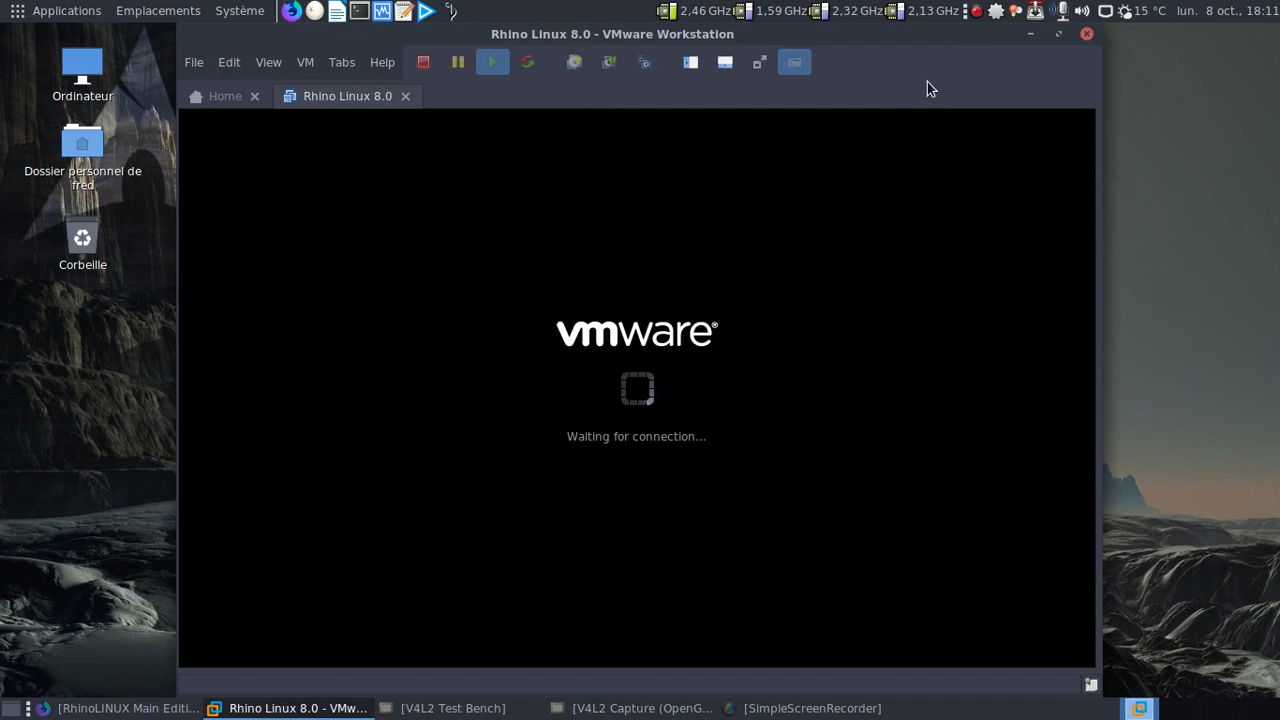 Applications Emplacements Système 2,46 GHz 1,59 GHz 2,32 GHz 2,13 GHz 15 °C lun. 8 oct., 18:11
Rhino Linux 8.0 - VMware Workstation
File Edit View VM Tabs Help
Home Rhino Linux 8.0
Ordinateur
Dossier personnel de
fred
Corbeille
vmware®
Waiting for connection...
[RhinoLINUX Main Editi... Rhino Linux 8.0 - VMw... [V4L2 Test Bench] [V4L2 Capture (OpenG... [SimpleScreenRecorder]